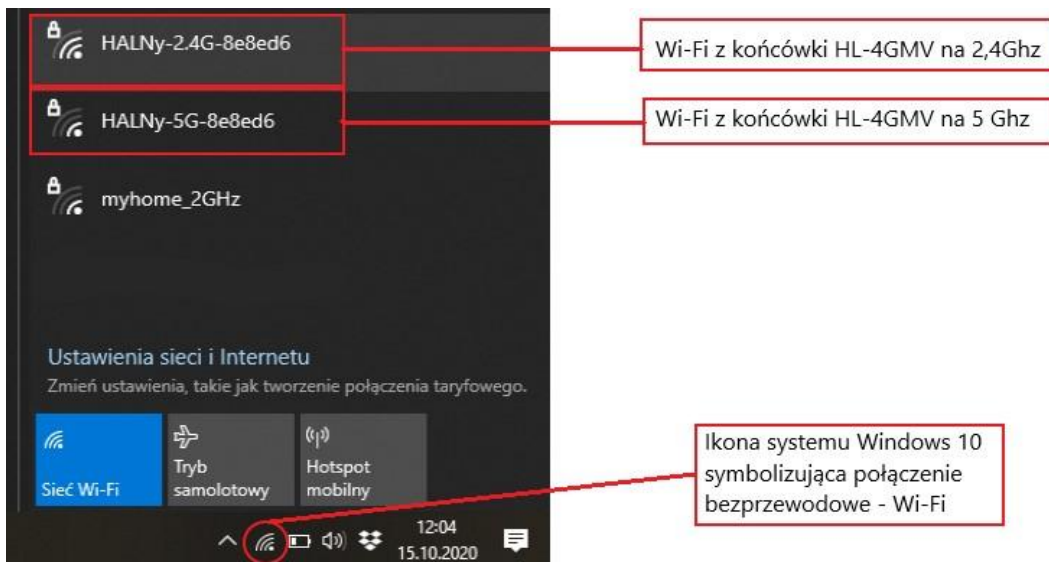 HALNy-2.4G-8e8ed6
Wi-Fi z końcówki HL-4GMV na 2,4Ghz
HALNy-5G-8e8ed6
Wi-Fi z końcówki HL-4GMV na 5 Ghz
myhome_2GHz
Ustawienia sieci i Internetu
Zmień ustawienia, takie jak tworzenie połączenia taryfowego.
Sieć Wi-Fi
Tryb
samolotowy
Hotspot
mobilny
Ikona systemu Windows 10
symbolizująca połączenie
bezprzewodowe - Wi-Fi
12:04
15.10.2020